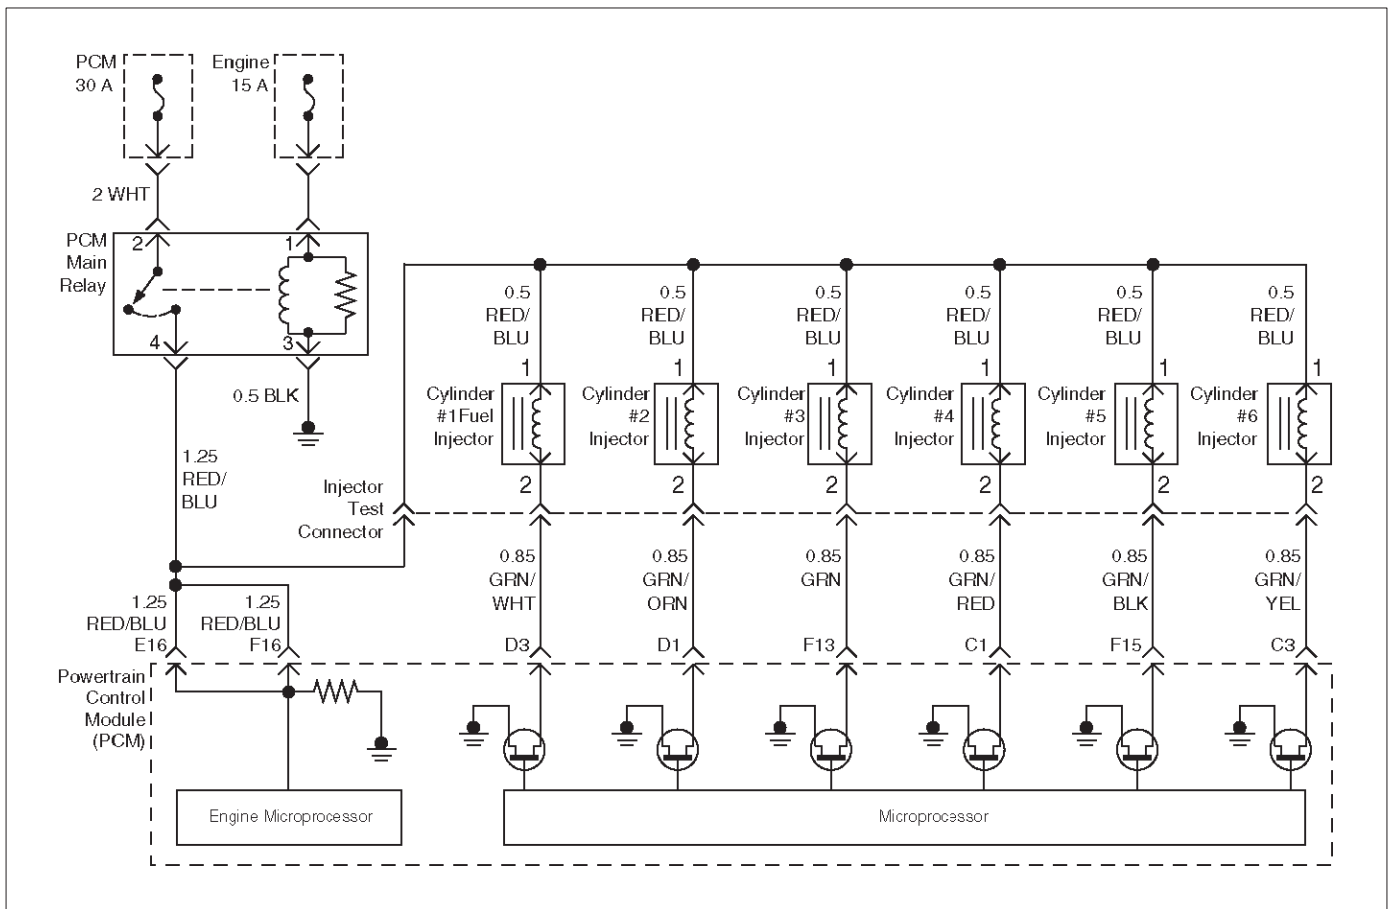 PCM
30 A
Engine
15 A
2 WHT
PCM
Main
Relay
2
1
4
3
0.5 BLK
1.25
RED/
BLU
0.5
RED/
BLU
0.5
RED/
BLU
0.5
RED/
BLU
0.5
RED/
BLU
0.5
RED/
BLU
0.5
RED/
BLU
1
1
1
1
1
1
Cylinder
#1Fuel
Injector
Cylinder
#2
Injector
Cylinder
#3
Injector
Cylinder
#4
Injector
Cylinder
#5
Injector
Cylinder
#6
Injector
2
2
2
2
2
2
Injector
Test
Connector
0.85
GRN/
WHT
0.85
GRN/
ORN
0.85
GRN
0.85
GRN/
RED
0.85
GRN/
BLK
0.85
GRN/
YEL
1.25
RED/BLU
E16
1.25
RED/BLU
F16
D3
D1
F13
C1
F15
C3
Powertrain
Control
Module
(PCM)
Engine Microprocessor
Microprocessor